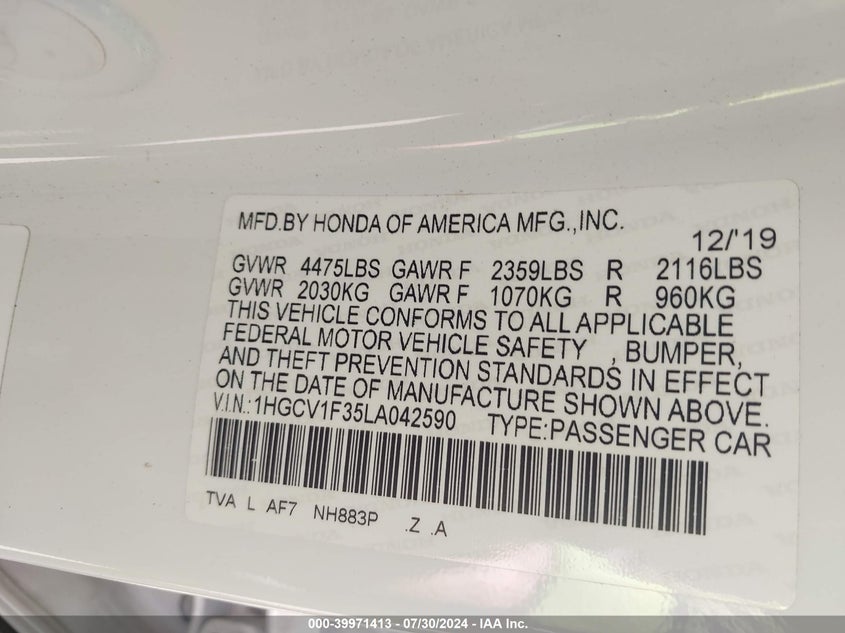 MFD.BY HONDA OF AMERICA MFG.,INC.
12/'19
GVWR 4475LBS GAWR F 2359LBS R 2116LBS
GVWR 2030KG GAWR F 1070KG R 960KG
THIS VEHICLE CONFORMS TO ALL APPLICABLE
FEDERAL MOTOR VEHICLE SAFETY , BUMPER,
AND THEFT PREVENTION STANDARDS IN EFFECT
ON THE DATE OF MANUFACTURE SHOWN ABOVE.
V.I.N.:1HGCV1F35LA042590 TYPE:PASSENGER CAR
TVA L AF7 NH883P .Z .A
000-39971413 - 07/30/2024 - IAA Inc.